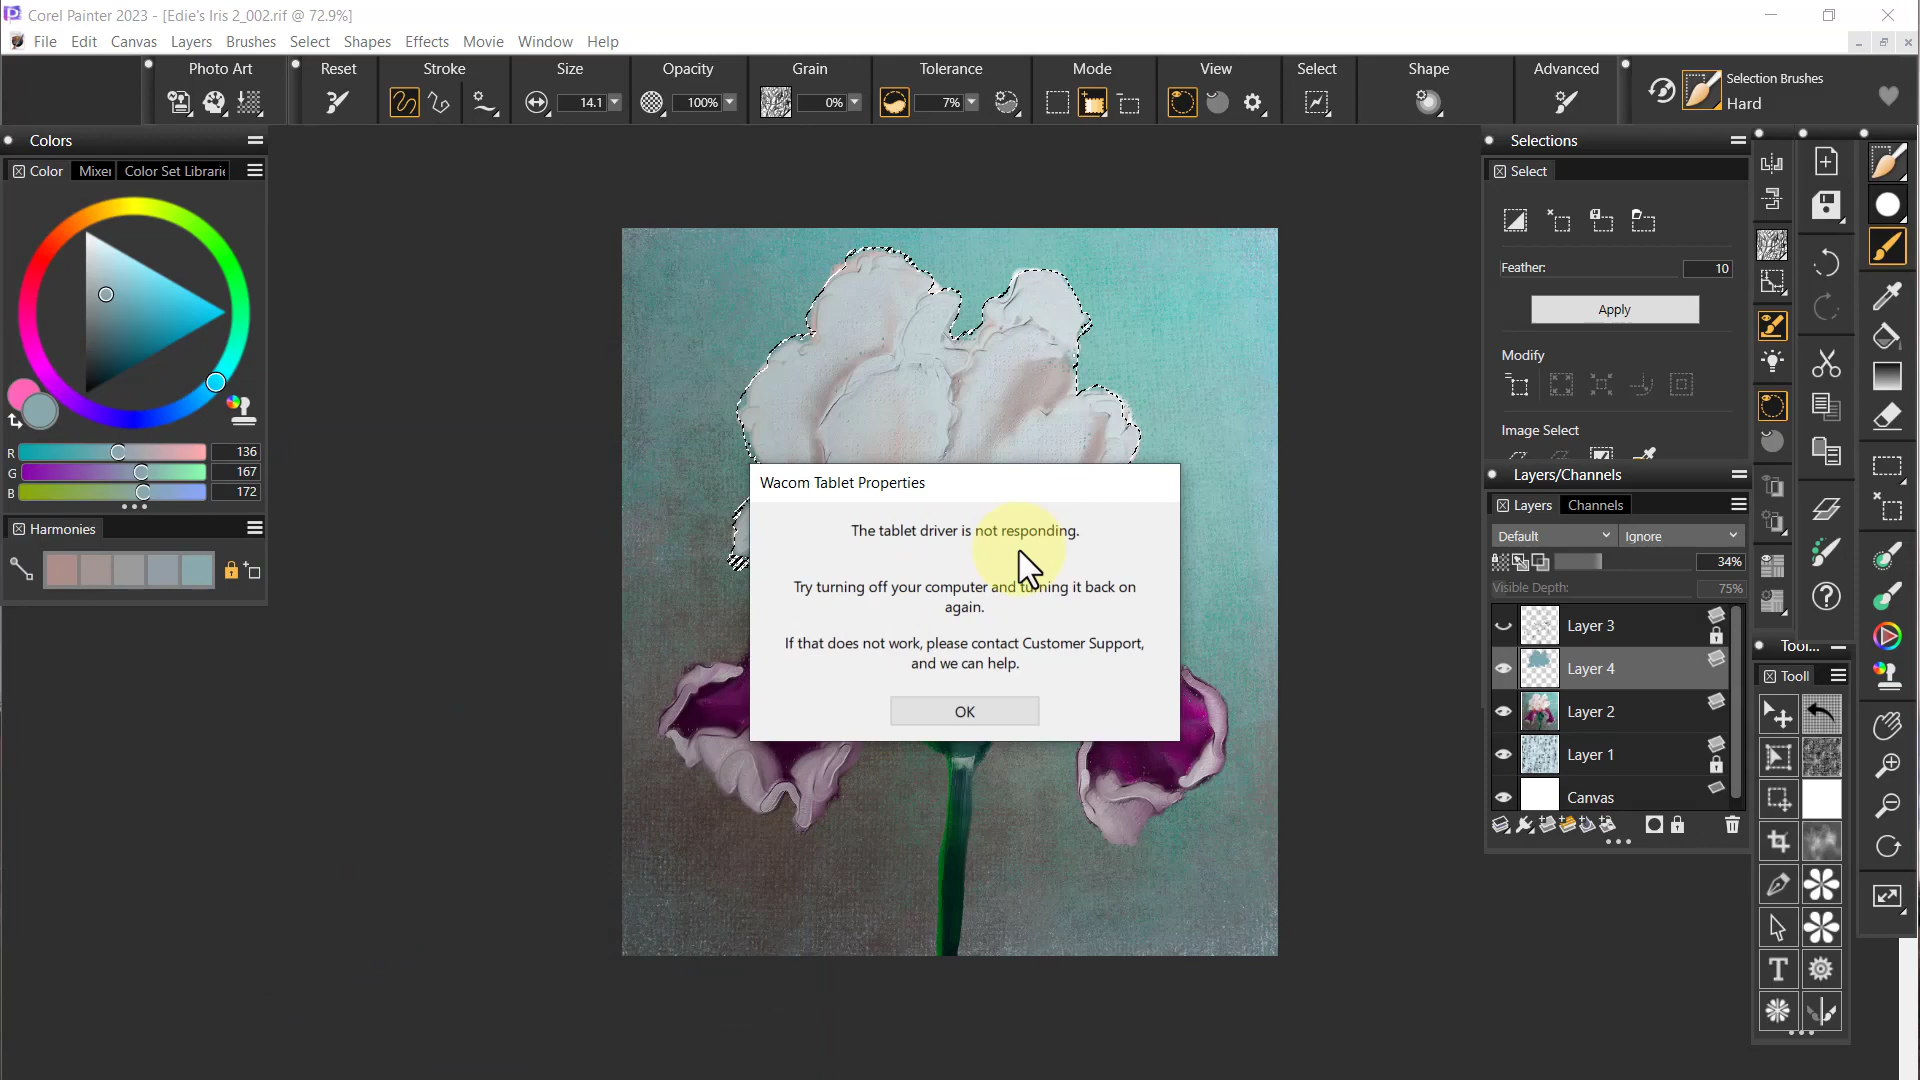 Corel Painter 2023 - [Edie's Iris 2_002.rif @ 72.9%]
File Edit Canvas Layers Brushes Select Shapes Effects Movie Window Help
Photo Art Reset Stroke Size Opacity Grain Tolerance Mode View Select Shape Advanced
14.1 100% 0% 7%
Selection Brushes
Hard
Colors
Color Mixer Color Set Librarie
R 136
G 167
B 172
Harmonies
Wacom Tablet Properties
The tablet driver is not responding.
Try turning off your computer and turning it back on
again.
If that does not work, please contact Customer Support,
and we can help.
OK
Selections
Select
Feather: 10
Apply
Modify
Image Select
Layers/Channels
Layers Channels
Default Ignore
34%
Visible Depth: 75%
Layer 3
Layer 4
Layer 2
Layer 1
Canvas
Tool...
Tooll